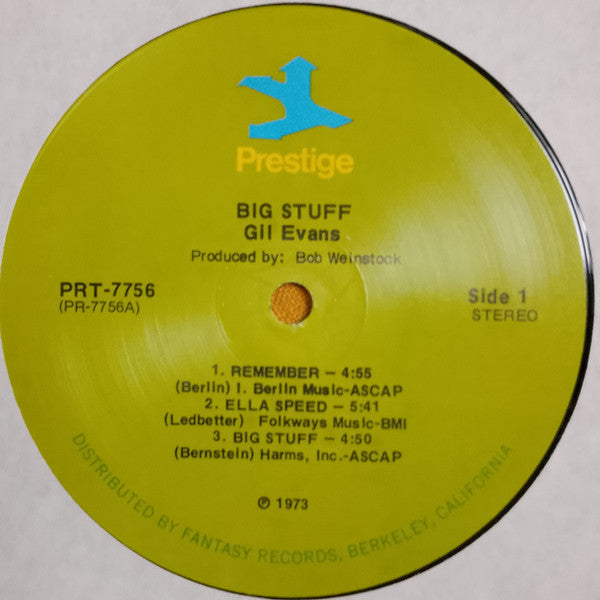 Prestige
BIG STUFF
Gil Evans
Produced by: Bob Weinstock
PRT-7756
(PR-7756A)
Side 1
STEREO
1. REMEMBER — 4:55
(Berlin) I. Berlin Music-ASCAP
2. ELLA SPEED — 5:41
(Ledbetter) Folkways Music-BMI
3. BIG STUFF — 4:50
(Bernstein) Harms, Inc.-ASCAP
℗ 1973
DISTRIBUTED BY FANTASY RECORDS, BERKELEY, CALIFORNIA